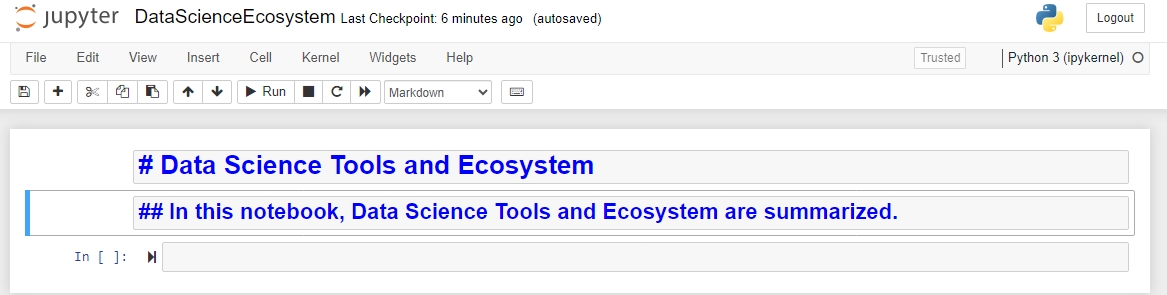 jupyter DataScienceEcosystem Last Checkpoint: 6 minutes ago (autosaved) Logout
File Edit View Insert Cell Kernel Widgets Help Trusted Python 3 (ipykernel)
Run Markdown
# Data Science Tools and Ecosystem
## In this notebook, Data Science Tools and Ecosystem are summarized.
In [ ]: